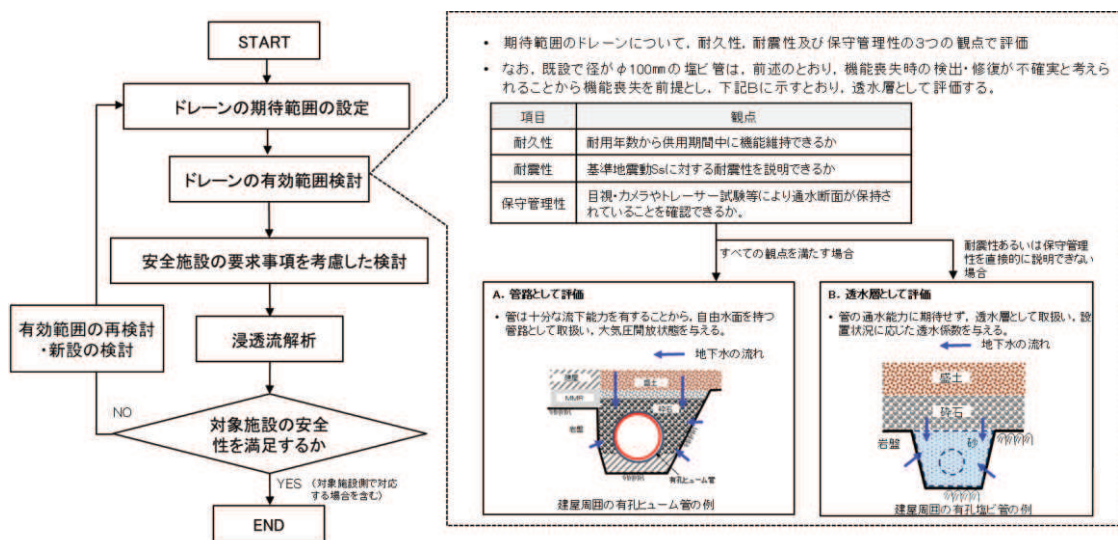 START
ドレーンの期待範囲の設定
ドレーンの有効範囲検討
安全施設の要求事項を考慮した検討
浸透流解析
有効範囲の再検討
・新設の検討
NO
対象施設の安全
性を満足するか
YES (対象施設側で対応
する場合を含む)
END
• 期待範囲のドレーンについて，耐久性，耐震性及び保守管理性の3つの観点で評価
• なお，既設で径がφ100㎜の塩ビ管は，前述のとおり，機能喪失時の検出・修復が不確実と考えら
れることから機能喪失を前提とし，下記Bに示すとおり，透水層として評価する。
項目 観点
耐久性 耐用年数から供用期間中に機能維持できるか
耐震性 基準地震動Ssに対する耐震性を説明できるか
保守管理性 目視・カメラやトレーサー試験等により通水断面が保持さ
れていることを確認できるか。
すべての観点を満たす場合
耐震性あるいは保守管理
性を直接的に説明できない
場合
A．管路として評価
・管は十分な流下能力を有することから，自由水面を持つ
管路として取扱い，大気圧開放状態を与える。
地下水の流れ
建屋
盛土
MMR
砕石
岩盤
有孔ヒューム管
建屋周囲の有孔ヒューム管の例
B．透水層として評価
・管の通水能力に期待せず，透水層として取扱い，設
置状況に応じた透水係数を与える。
地下水の流れ
盛土
砕石
岩盤
砂
建屋周囲の有孔塩ビ管の例